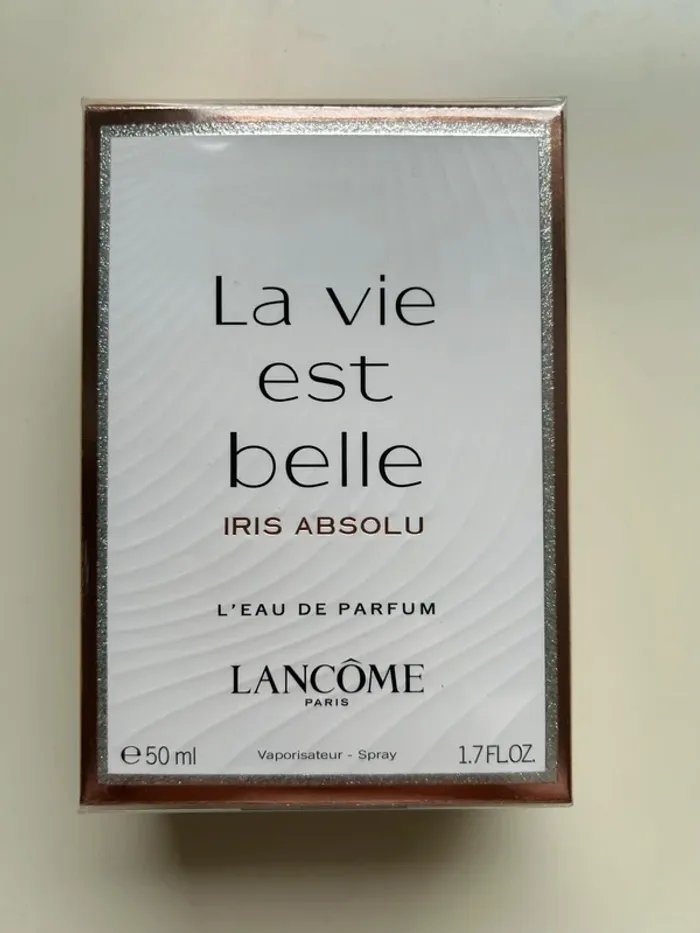 La vie
est
belle
IRIS ABSOLU
L'EAU DE PARFUM
LANCÔME
PARIS
℮ 50 ml Vaporisateur - Spray 1.7 FL.OZ.